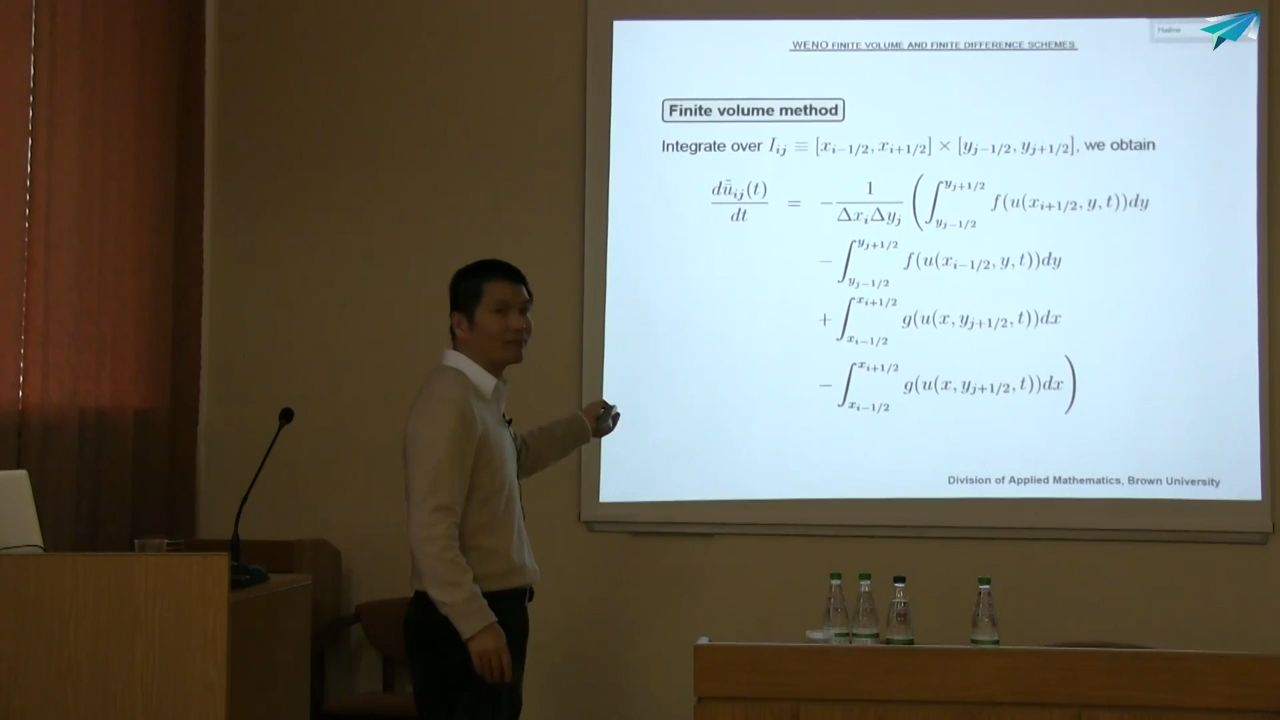 WENO FINITE VOLUME AND FINITE DIFFERENCE SCHEMES
Finite volume method
Integrate over $I_{ij} \equiv [x_{i-1/2}, x_{i+1/2}] \times [y_{j-1/2}, y_{j+1/2}]$, we obtain
$\frac{d\bar{\tilde{u}}_{ij}(t)}{dt} = -\frac{1}{\Delta x_i \Delta y_j} \left( \int_{y_{j-1/2}}^{y_{j+1/2}} f(u(x_{i+1/2}, y, t))dy$
$- \int_{y_{j-1/2}}^{y_{j+1/2}} f(u(x_{i-1/2}, y, t))dy$
$+ \int_{x_{i-1/2}}^{x_{i+1/2}} g(u(x, y_{j+1/2}, t))dx$
$- \int_{x_{i-1/2}}^{x_{i+1/2}} g(u(x, y_{j+1/2}, t))dx \right)$
Division of Applied Mathematics, Brown University